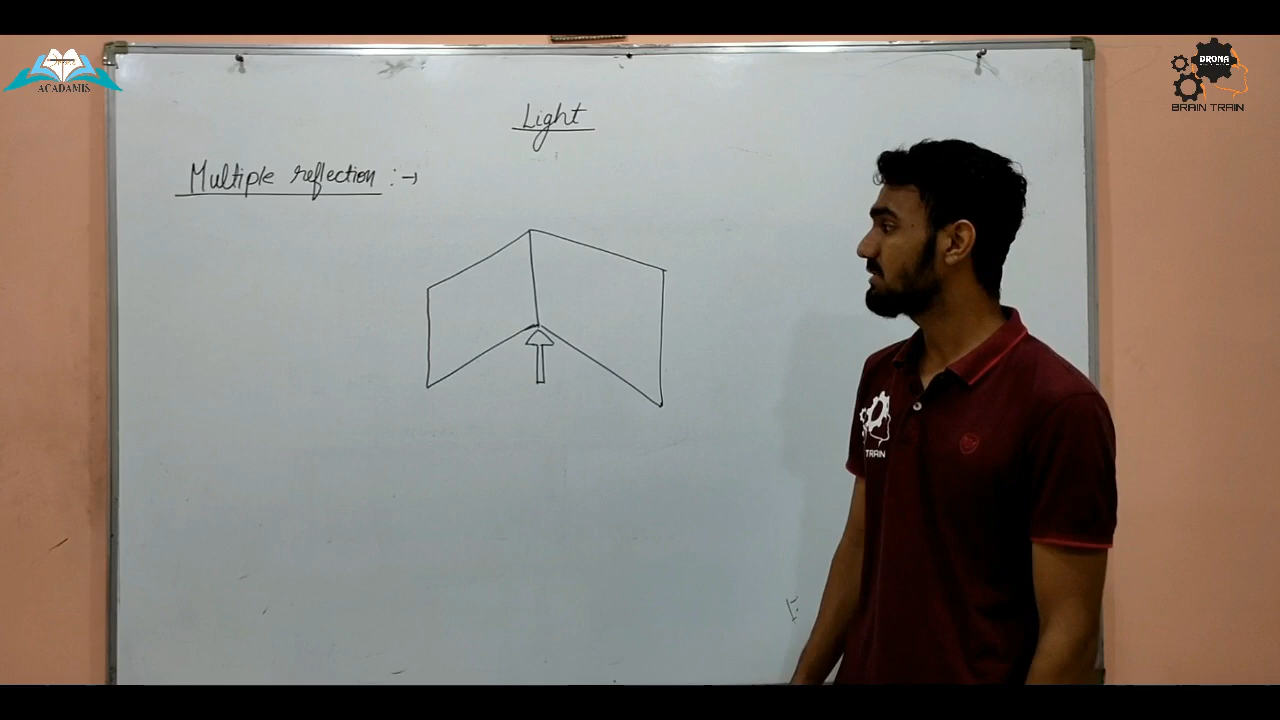 ACADAMIS
DRONA
BRAIN TRAIN
Light
Multiple reflection :→
TRAIN